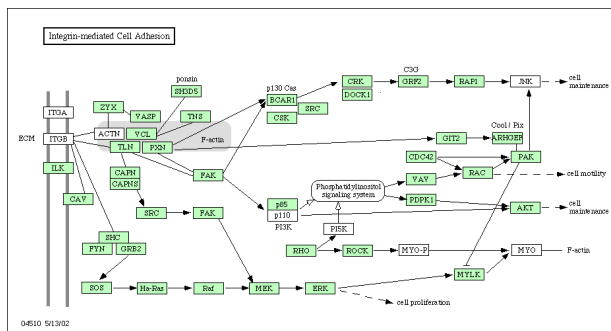 Integrin-mediated Cell Adhesion
C3G
ponsin
p130 Cas
CRK
GRF2
RAP1
JNK
cell
maintenance
ZYX
SH3D5
BCAR1
DOCK1
ITGA
VASP
TNS
SRC
CSK
ECM
ITGB
ACTN
VCL
F-actin
Cool / Pix
TLN
PXN
GIT2
ARHGEF
ILK
CDC42
PAK
CAPN
CAPNS
FAK
Phosphatidylinositol
signaling system
VAV
RAC
cell motility
CAV
SRC
FAK
p85
p110
PI3K
PDPK1
AKT
cell
maintenance
PI5K
SHC
FYN
GRB2
RHO
ROCK
MYO-P
MYO
F-actin
MYLK
SOS
Ha-Ras
Raf
MEK
ERK
cell proliferation
04510 5/13/02